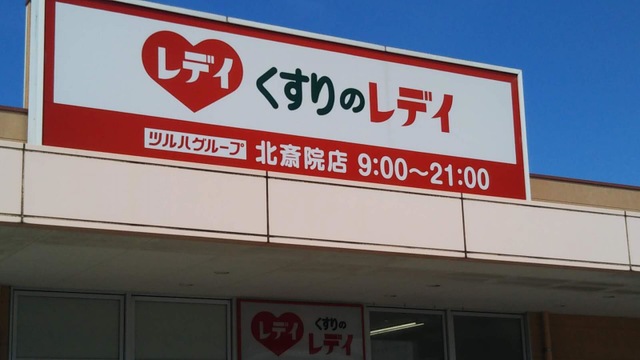 レディ くすりのレディ
ツルハグループ 北斎院店 9:00～21:00
レディ くすりの
レディ